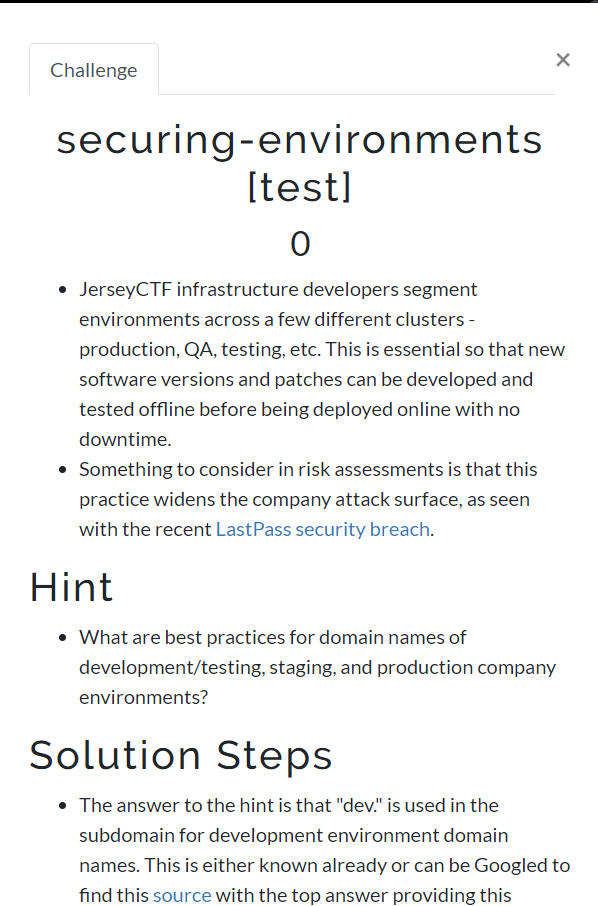 Challenge
×
securing-environments
[test]
0
• JerseyCTF infrastructure developers segment
environments across a few different clusters -
production, QA, testing, etc. This is essential so that new
software versions and patches can be developed and
tested offline before being deployed online with no
downtime.
• Something to consider in risk assessments is that this
practice widens the company attack surface, as seen
with the recent LastPass security breach.
Hint
• What are best practices for domain names of
development/testing, staging, and production company
environments?
Solution Steps
• The answer to the hint is that "dev." is used in the
subdomain for development environment domain
names. This is either known already or can be Googled to
find this source with the top answer providing this